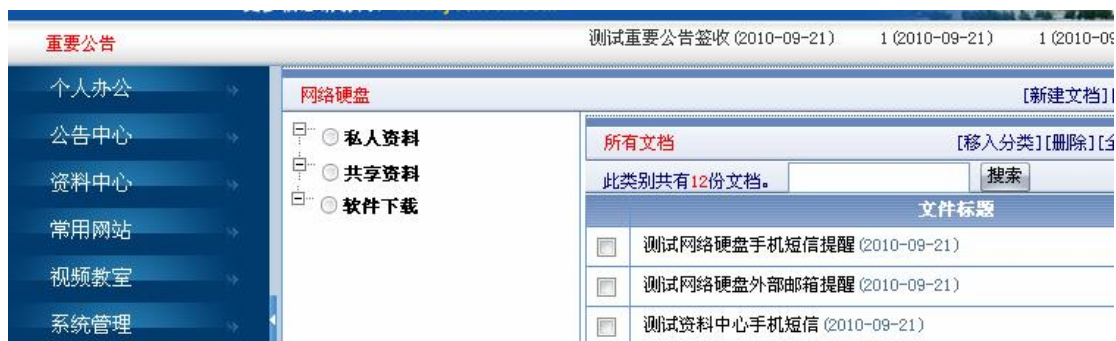 重要公告
测试重要公告签收(2010-09-21) 1(2010-09-21) 1(2010-09
个人办公
公告中心
资料中心
常用网站
视频教室
系统管理
网络硬盘
[新建文档]
私人资料
共享资料
软件下载
所有文档
[移入分类][删除][全
此类别共有12份文档。
搜索
文件标题
测试网络硬盘手机短信提醒(2010-09-21)
测试网络硬盘外部邮箱提醒(2010-09-21)
测试资料中心手机短信(2010-09-21)